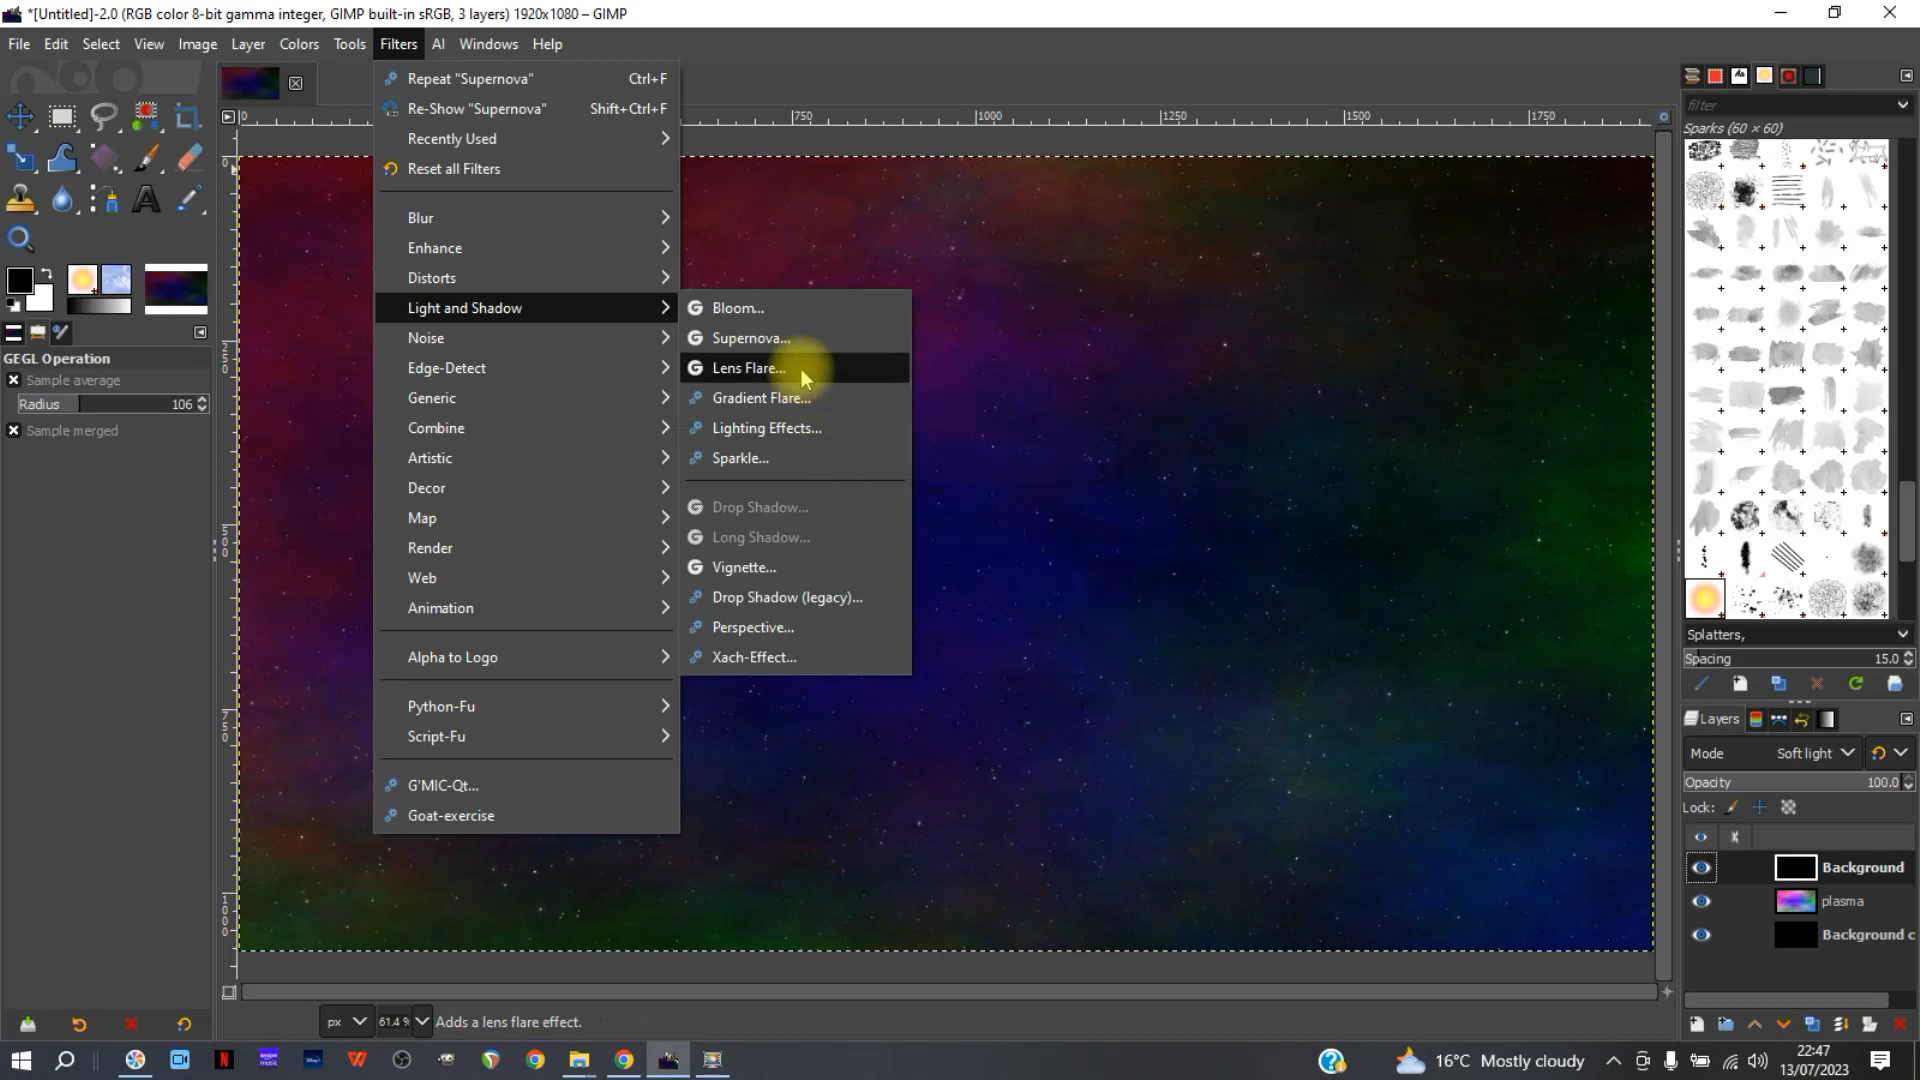 *[Untitled]-2.0 (RGB color 8-bit gamma integer, GIMP built-in sRGB, 3 layers) 1920x1080 – GIMP
File Edit Select View Image Layer Colors Tools Filters AI Windows Help
Repeat "Supernova" Ctrl+F
Re-Show "Supernova" Shift+Ctrl+F
Recently Used
Reset all Filters
Blur
Enhance
Distorts
Light and Shadow
Noise
Edge-Detect
Generic
Combine
Artistic
Decor
Map
Render
Web
Animation
Alpha to Logo
Python-Fu
Script-Fu
G'MIC-Qt...
Goat-exercise
Bloom...
Supernova...
Lens Flare...
Gradient Flare...
Lighting Effects...
Sparkle...
Drop Shadow...
Long Shadow...
Vignette...
Drop Shadow (legacy)...
Perspective...
Xach-Effect...
GEGL Operation
Sample average
Radius 106
Sample merged
0 750 1000 1250 1500 1750
0
250
500
750
1000
px 61.4 % Adds a lens flare effect.
filter
Sparks (60 × 60)
Splatters,
Spacing 15.0
Layers
Mode Soft light
Opacity 100.0
Lock:
Background
plasma
Background c
16°C Mostly cloudy
22:47
13/07/2023